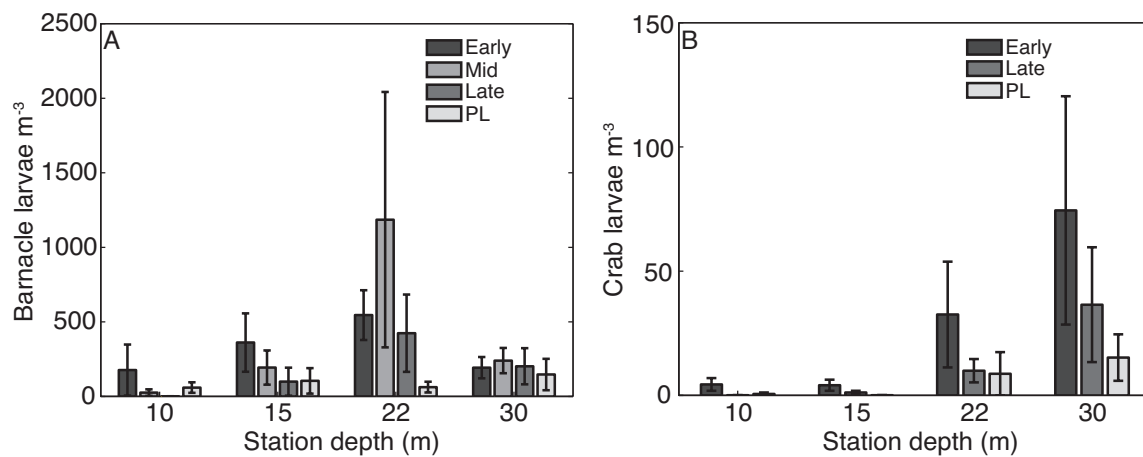 A
Barnacle larvae m-3
2500
2000
1500
1000
500
0
Early
Mid
Late
PL
10 15 22 30
Station depth (m)
B
Crab larvae m-3
150
100
50
0
Early
Late
PL
10 15 22 30
Station depth (m)